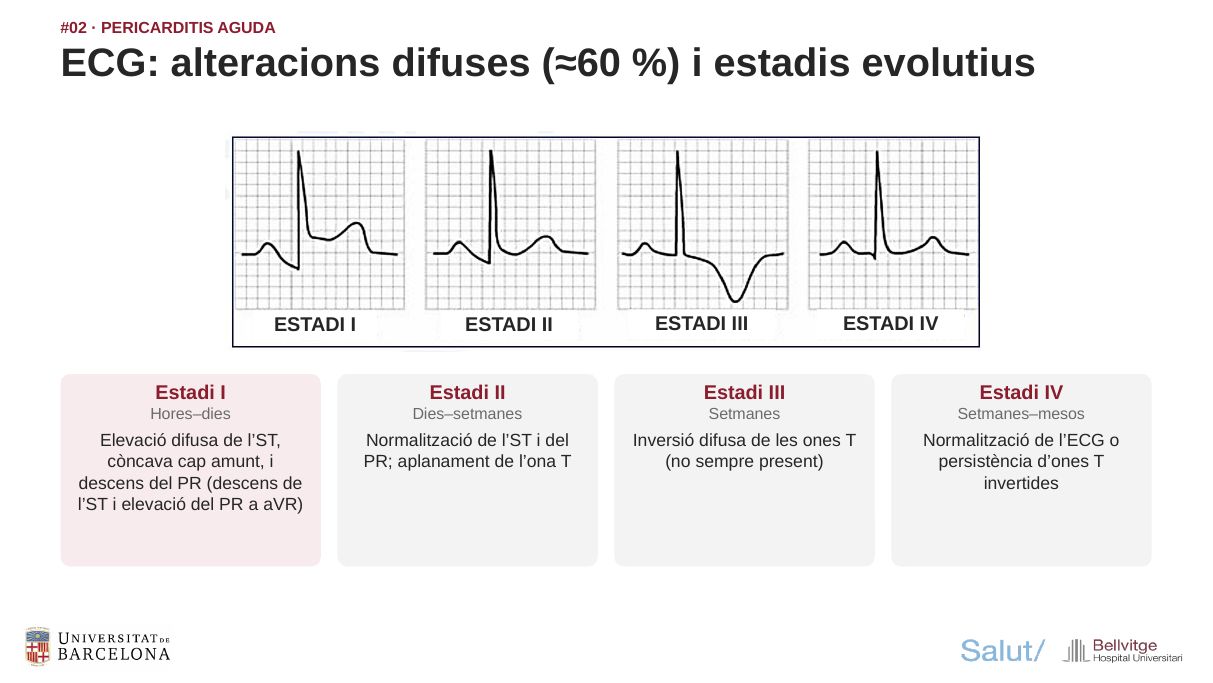 #02 · PERICARDITIS AGUDA
ECG: alteracions difuses (≈60 %) i estadis evolutius
ESTADI I
ESTADI II
ESTADI III
ESTADI IV
Estadi I
Hores–dies
Elevació difusa de l’ST,
còncava cap amunt, i
descens del PR (descens de
l’ST i elevació del PR a aVR)
Estadi II
Dies–setmanes
Normalització de l’ST i del
PR; aplanament de l’ona T
Estadi III
Setmanes
Inversió difusa de les ones T
(no sempre present)
Estadi IV
Setmanes–mesos
Normalització de l’ECG o
persistència d’ones T
invertides
UNIVERSITAT DE
BARCELONA
Salut/
Bellvitge
Hospital Universitari